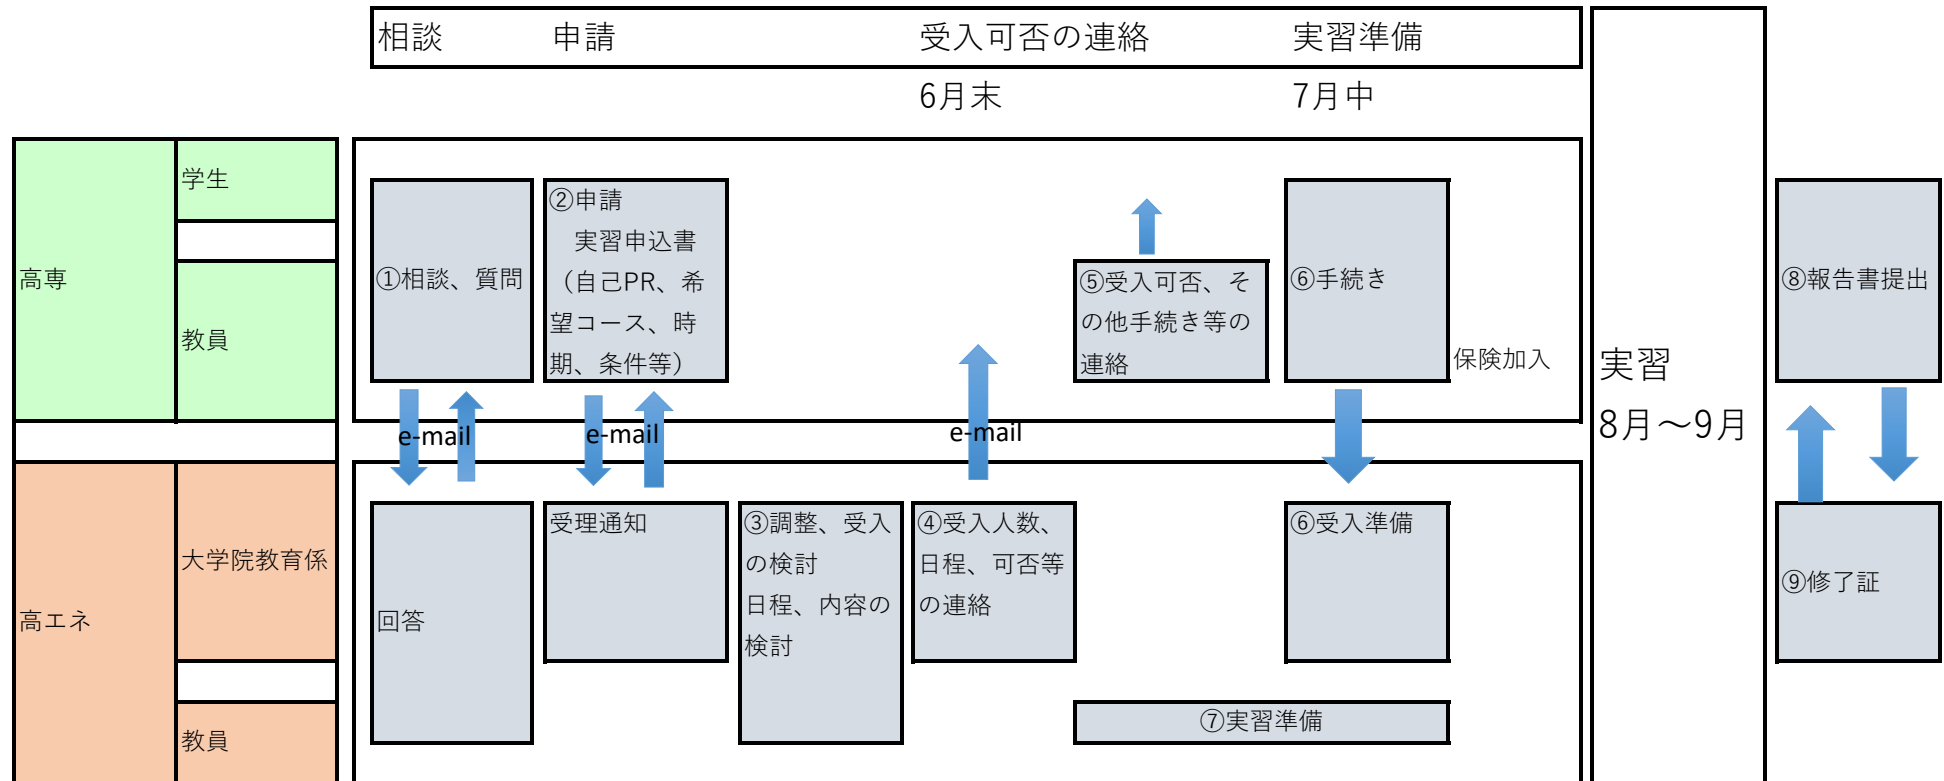 相談
申請
受入可否の連絡
実習準備
6月末
7月中
高専
学生
教員
①相談、質問
②申請
実習申込書
（自己PR、希
望コース、時
期、条件等）
⑤受入可否、そ
の他手続き等の
連絡
⑥手続き
保険加入
実習
8月～9月
⑧報告書提出
e-mail
e-mail
e-mail
高エネ
大学院教育係
教員
回答
受理通知
③調整、受入
の検討
日程、内容の
検討
④受入人数、
日程、可否等
の連絡
⑥受入準備
⑦実習準備
⑨修了証